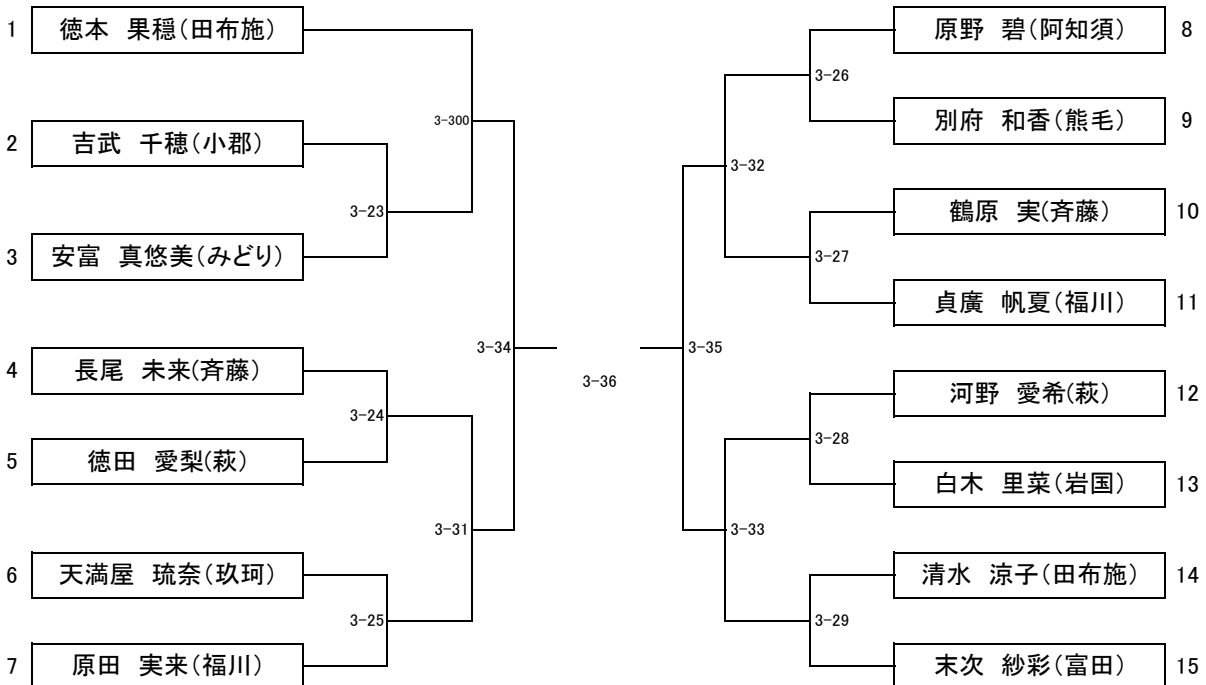 1 徳本 果穏(田布施)
3-300
2 吉武 千穂(小郡)
3-23
3 安富 真悠美(みどり)
3-34
4 長尾 未来(斉藤)
3-24
5 徳田 愛梨(萩)
3-31
6 天満屋 琉奈(玖珂)
3-25
7 原田 実来(福川)
3-36
原野 碧(阿知須) 8
3-26
別府 和香(熊毛) 9
3-32
鶴原 実(斉藤) 10
3-27
貞廣 帆夏(福川) 11
3-35
河野 愛希(萩) 12
3-28
白木 里菜(岩国) 13
3-33
清水 涼子(田布施) 14
3-29
末次 紗彩(富田) 15